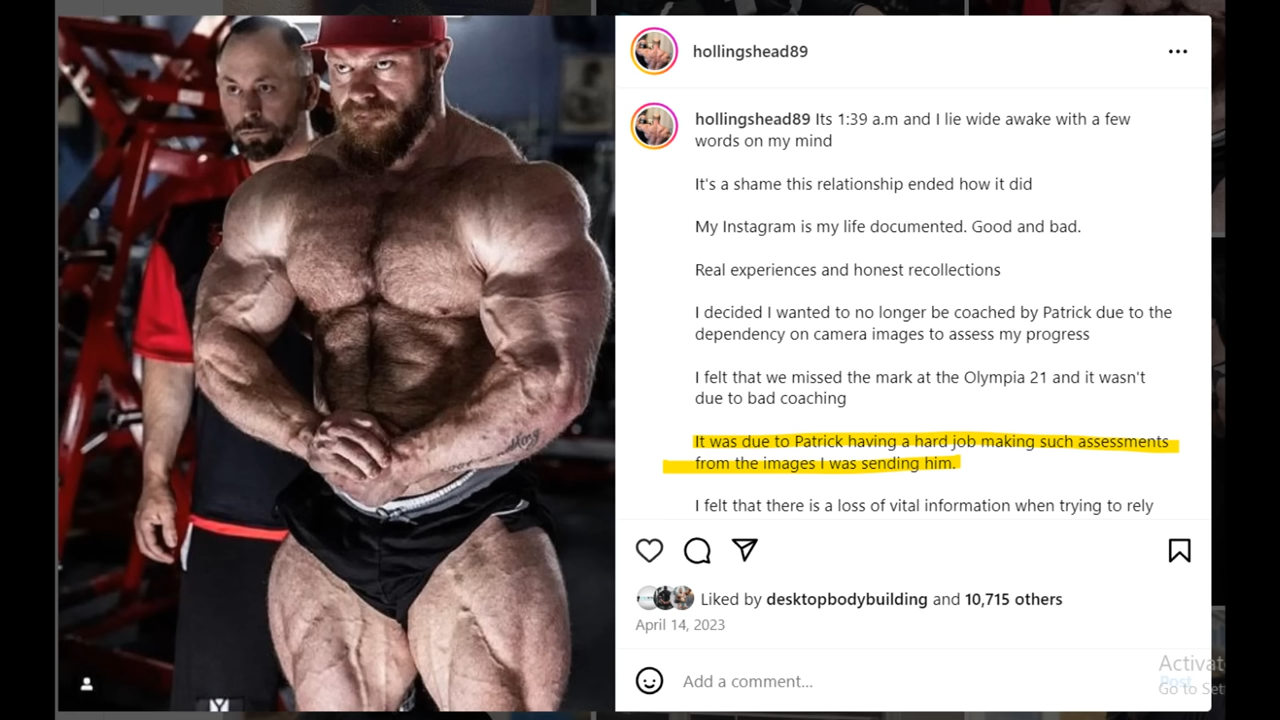 hollingshead89
hollingshead89 Its 1:39 a.m and I lie wide awake with a few
words on my mind
It's a shame this relationship ended how it did
My Instagram is my life documented. Good and bad.
Real experiences and honest recollections
I decided I wanted to no longer be coached by Patrick due to the
dependency on camera images to assess my progress
I felt that we missed the mark at the Olympia 21 and it wasn't
due to bad coaching
It was due to Patrick having a hard job making such assessments
from the images I was sending him.
I felt that there is a loss of vital information when trying to rely
Liked by desktopbodybuilding and 10,715 others
April 14, 2023
Add a comment...
Activat
Post
Go to Set